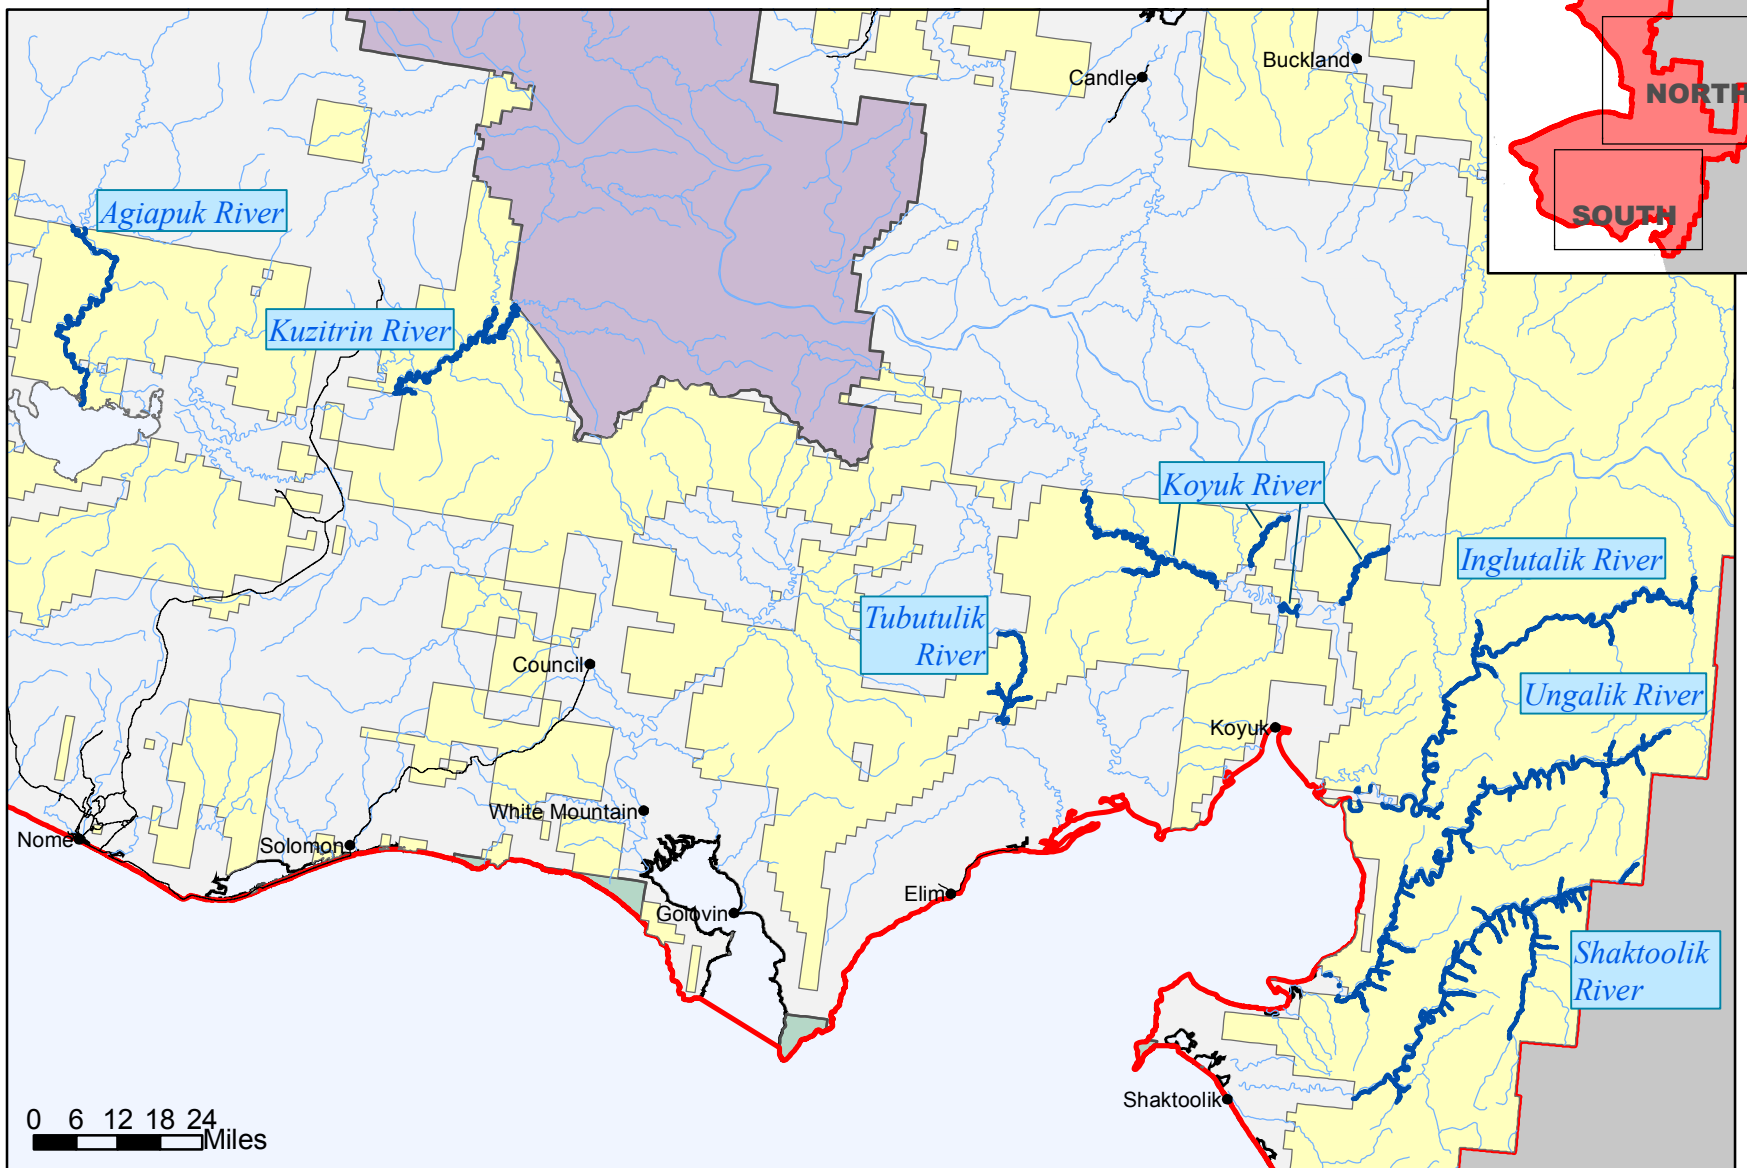 Buckland
Candle
NORTH
SOUTH
Agiapuk River
Kuzitrin River
Koyuk River
Inglutalik River
Tubutulik
River
Council
Ungalik River
Koyuk
White Mountain
Nome
Solomon
Elim
Golovin
Shaktoolik
River
Shaktoolik
0 6 12 18 24
Miles